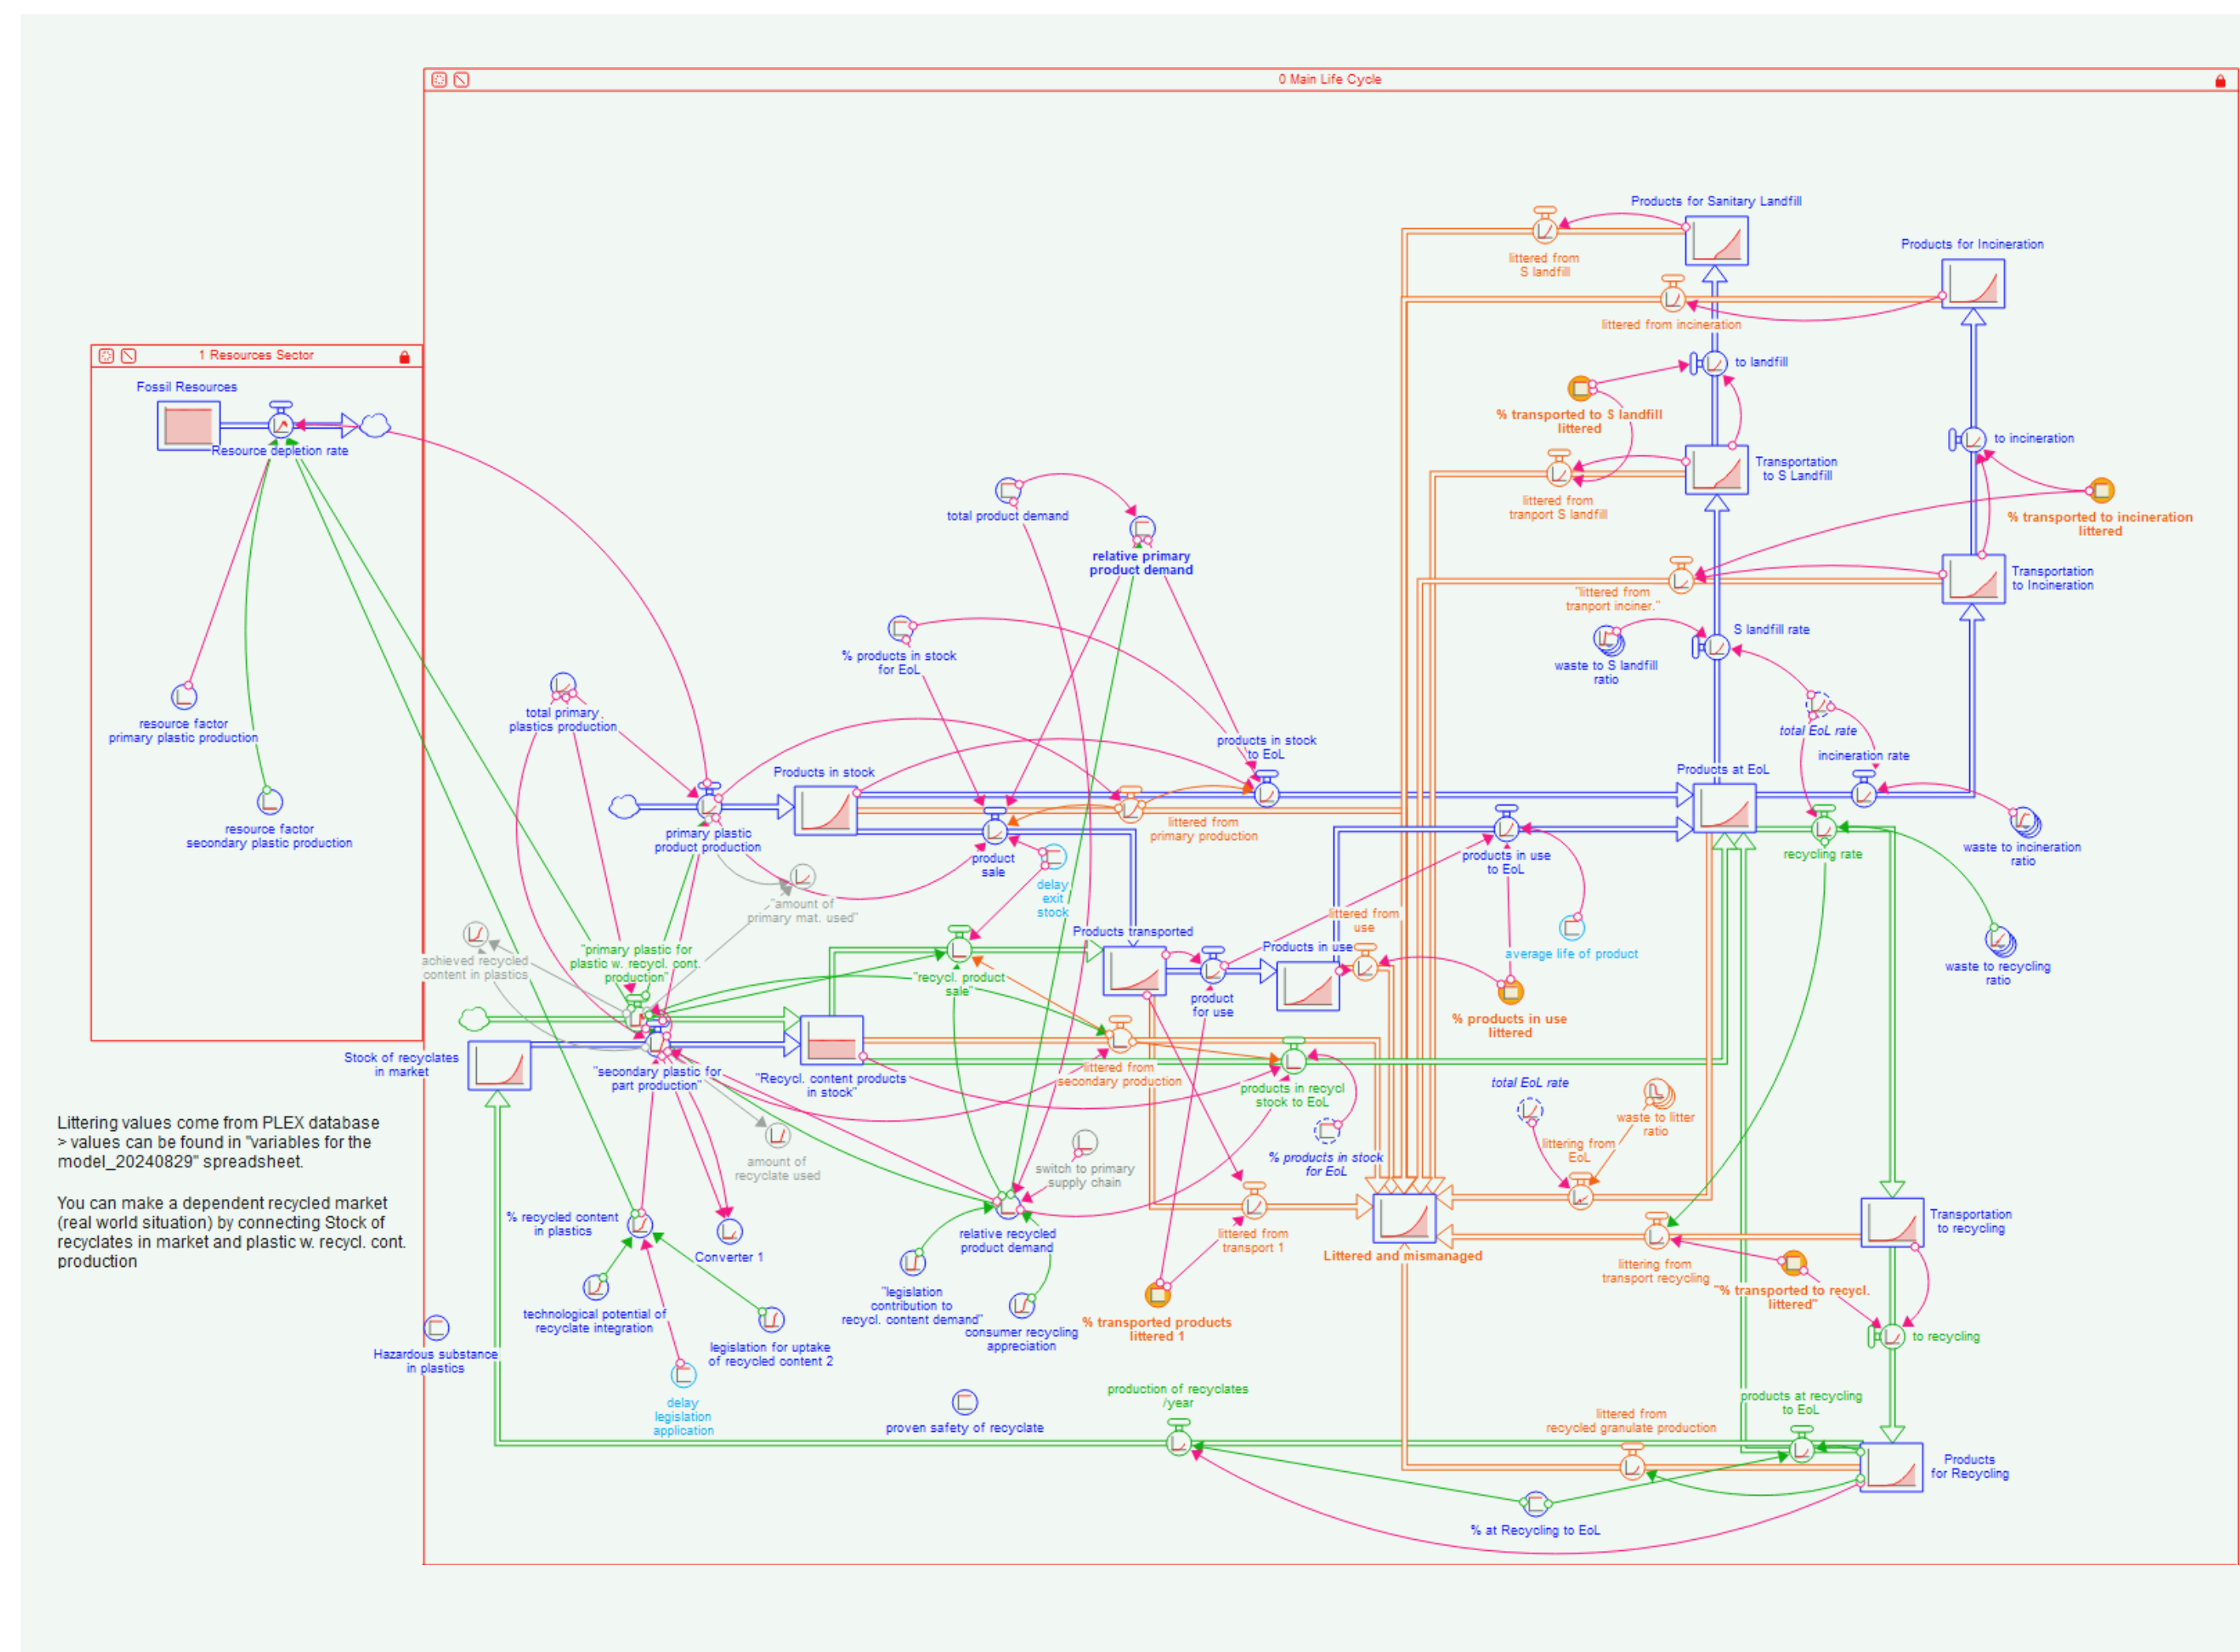 0 Main Life Cycle
Products for Sanitary Landfill
Products for Incineration
littered from
S landfill
littered from incineration
1 Resources Sector
Fossil Resources
Resource depletion rate
to landfill
% transported to S landfill
littered
to incineration
Transportation
to S Landfill
littered from
tranport S landfill
total product demand
% transported to incineration
littered
relative primary
product demand
Transportation
to Incineration
"littered from
tranport inciner."
S landfill rate
% products in stock
for EoL
waste to S landfill
ratio
resource factor
primary plastic production
total primary
plastics production
total EoL rate
products in stock
to EoL
incineration rate
Products in stock
Products at EoL
resource factor
secondary plastic production
primary plastic
product production
littered from
primary production
product
sale
products in use
to EoL
recycling rate
waste to incineration
ratio
delay
exit
stock
"amount of
primary mat. used"
littered from
use
Products transported
Products in use
average life of product
achieved recycled
content in plastics
"primary plastic for
plastic w. recycl. cont.
production"
"recycl. product
sale"
waste to recycling
ratio
product
for use
% products in use
littered
Stock of recyclates
in market
"secondary plastic for
part production"
"Recycl. content products
in stock"
littered from
secondary production
products in recycl
stock to EoL
total EoL rate
waste to litter
ratio
Littering values come from PLEX database
> values can be found in "variables for the
model_20240829" spreadsheet.
amount of
recyclate used
switch to primary
supply chain
% products in stock
for EoL
littering from
EoL
You can make a dependent recycled market
(real world situation) by connecting Stock of
recyclates in market and plastic w. recycl. cont.
production
% recycled content
in plastics
Converter 1
relative recycled
product demand
littered from
transport 1
Littered and mismanaged
Transportation
to recycling
littering from
transport recycling
"% transported to recycl.
littered"
technological potential of
recyclate integration
"legislation
contribution to
recycl. content demand"
consumer recycling
appreciation
% transported products
littered 1
to recycling
Hazardous substance
in plastics
legislation for uptake
of recycled content 2
delay
legislation
application
proven safety of recyclate
production of recyclates
/year
products at recycling
to EoL
littered from
recycled granulate production
Products
for Recycling
% at Recycling to EoL